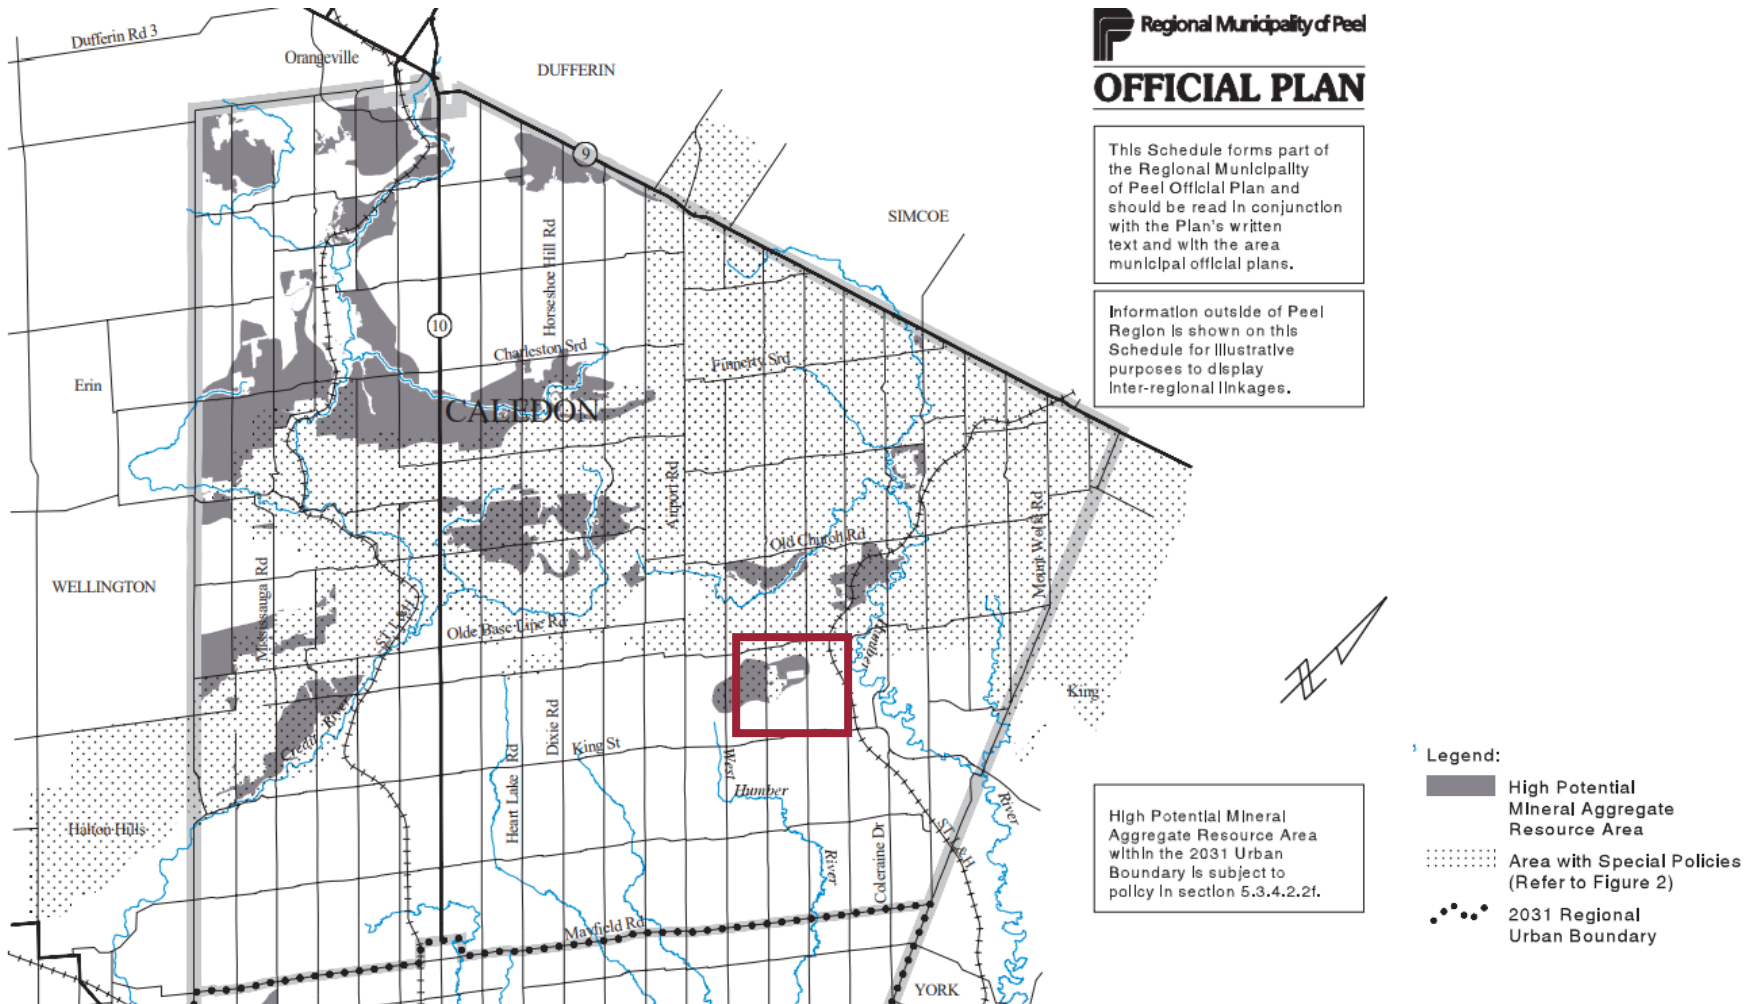 Regional Municipality of Peel
OFFICIAL PLAN
This Schedule forms part of
the Regional Municipality
of Peel Official Plan and
should be read in conjunction
with the Plan's written
text and with the area
municipal official plans.
Information outside of Peel
Region is shown on this
Schedule for illustrative
purposes to display
inter-regional linkages.
High Potential Mineral
Aggregate Resource Area
within the 2031 Urban
Boundary is subject to
policy in section 5.3.4.2.2f.
Legend:
High Potential
Mineral Aggregate
Resource Area
Area with Special Policies
(Refer to Figure 2)
2031 Regional
Urban Boundary
Dufferin Rd 3
Orangeville
DUFFERIN
9
SIMCOE
Horseshoe Hill Rd
10
Charleston Srd
Finnerty Srd
Erin
CALEDON
Airport Rd
Old Church Rd
Mount Wolfe Rd
WELLINGTON
Mississauga Rd
ST. L & H
Olde Base Line Rd
Humber
King
Credit River
Dixie Rd
King St
Heart Lake Rd
West
Humber
River
River
Halton Hills
Coleraine Dr
ST. L & H
Mayfield Rd
YORK